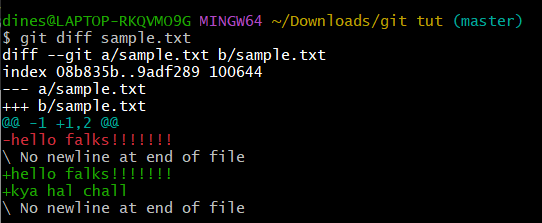 dines@LAPTOP-RKQVMO9G MINGW64 ~/Downloads/git tut (master)
$ git diff sample.txt
diff --git a/sample.txt b/sample.txt
index 08b835b..9adf289 100644
--- a/sample.txt
+++ b/sample.txt
@@ -1 +1,2 @@
-hello falks!!!!!!!
\ No newline at end of file
+hello falks!!!!!!!
+kya hal chall
\ No newline at end of file